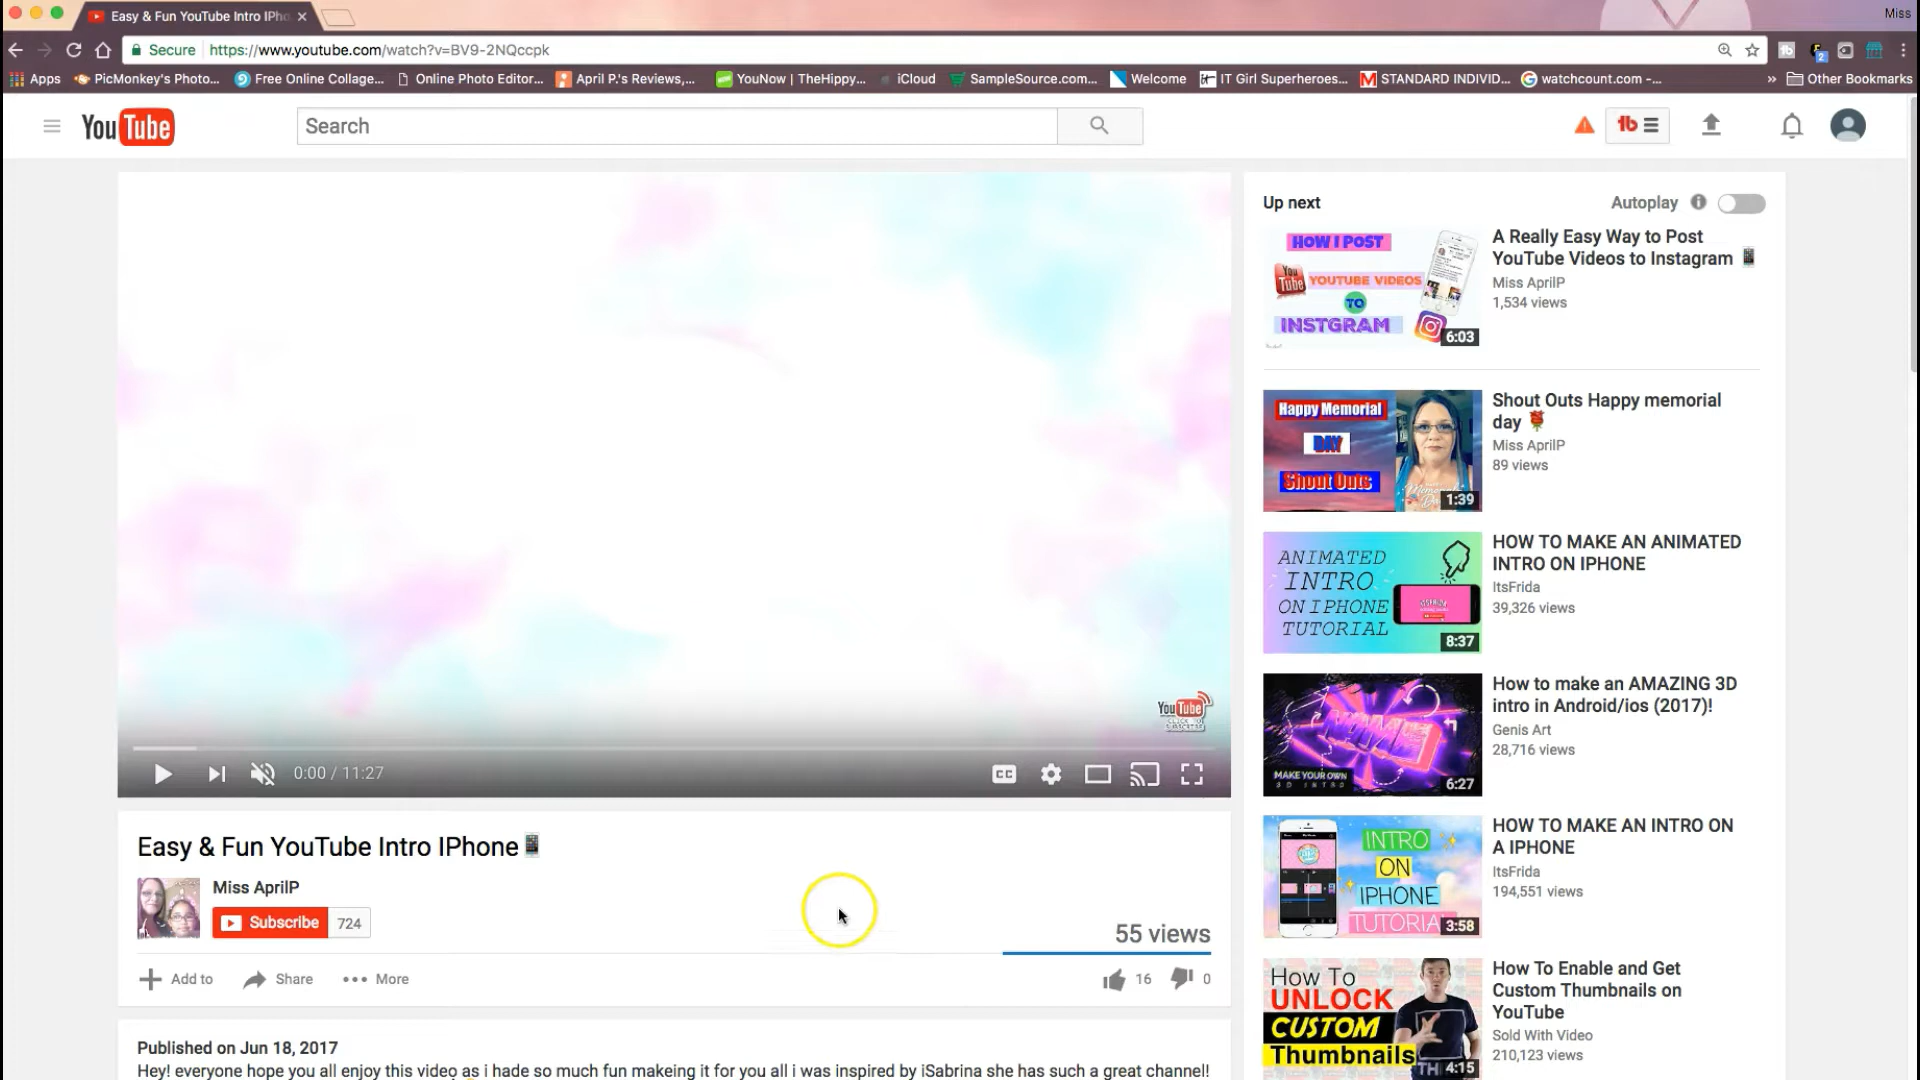 Easy & Fun YouTube Intro IPho
Miss
Secure https://www.youtube.com/watch?v=BV9-2NQccpk
Apps PicMonkey's Photo... Free Online Collage... Online Photo Editor... April P.'s Reviews,... YouNow | TheHippy... iCloud SampleSource.com... Welcome IT Girl Superheroes... STANDARD INDIVID... watchcount.com -... » Other Bookmarks
YouTube
Search
Up next
Autoplay
HOW I POST
YouTube
YOUTUBE VIDEOS
TO
INSTGRAM
6:03
A Really Easy Way to Post
YouTube Videos to Instagram
Miss AprilP
1,534 views
Happy Memorial
DAY
Shout Outs
1:39
Shout Outs Happy memorial
day
Miss AprilP
89 views
ANIMATED
INTRO
ON IPHONE
TUTORIAL
8:37
HOW TO MAKE AN ANIMATED
INTRO ON IPHONE
ItsFrida
39,326 views
MAKE YOUR OWN
3D INTRO
6:27
How to make an AMAZING 3D
intro in Android/ios (2017)!
Genis Art
28,716 views
INTRO
ON
IPHONE
TUTORIA
3:58
HOW TO MAKE AN INTRO ON
A IPHONE
ItsFrida
194,551 views
How To
UNLOCK
CUSTOM
Thumbnails
4:15
How To Enable and Get
Custom Thumbnails on
YouTube
Sold With Video
210,123 views
YouTube
0:00 / 11:27
CC
Easy & Fun YouTube Intro IPhone
Miss AprilP
Subscribe 724
55 views
Add to Share More
16 0
Published on Jun 18, 2017
Hey! everyone hope you all enjoy this video as i hade so much fun makeing it for you all i was inspired by iSabrina she has such a great channel!